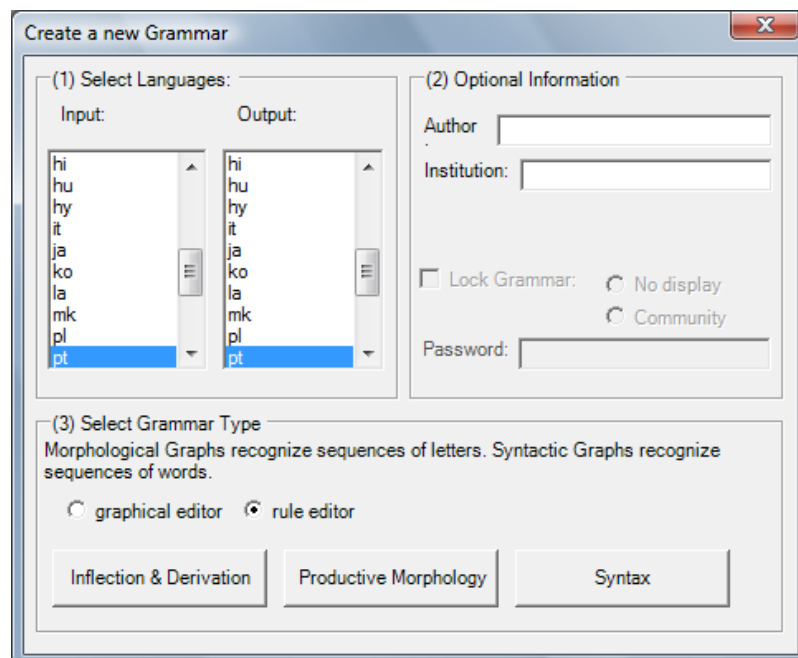 Create a new Grammar
(1) Select Languages:
Input:
Output:
hi
hu
hy
it
ja
ko
la
mk
pl
pt
hi
hu
hy
it
ja
ko
la
mk
pl
pt
(2) Optional Information
Author
Institution:
Lock Grammar:
No display
Community
Password:
(3) Select Grammar Type
Morphological Graphs recognize sequences of letters. Syntactic Graphs recognize
sequences of words.
graphical editor
rule editor
Inflection & Derivation
Productive Morphology
Syntax